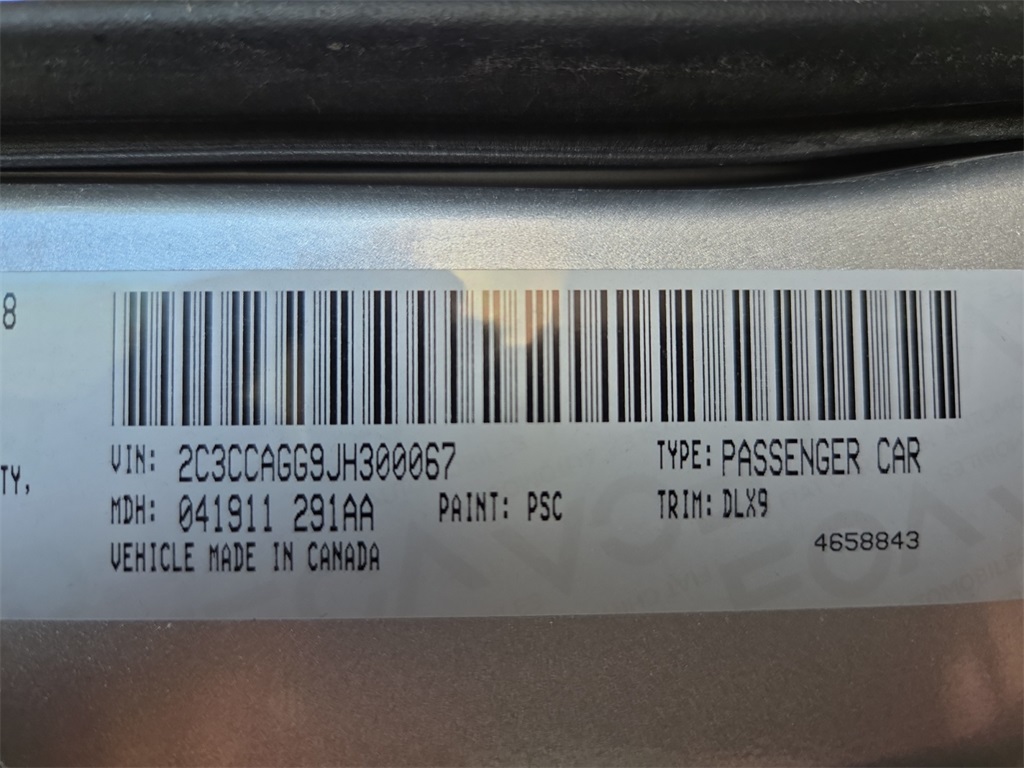 8
TY,
VIN: 2C3CCAGG9JH300067 TYPE: PASSENGER CAR
MDH: 041911 291AA PAINT: PSC TRIM: DLX9
VEHICLE MADE IN CANADA 4658843